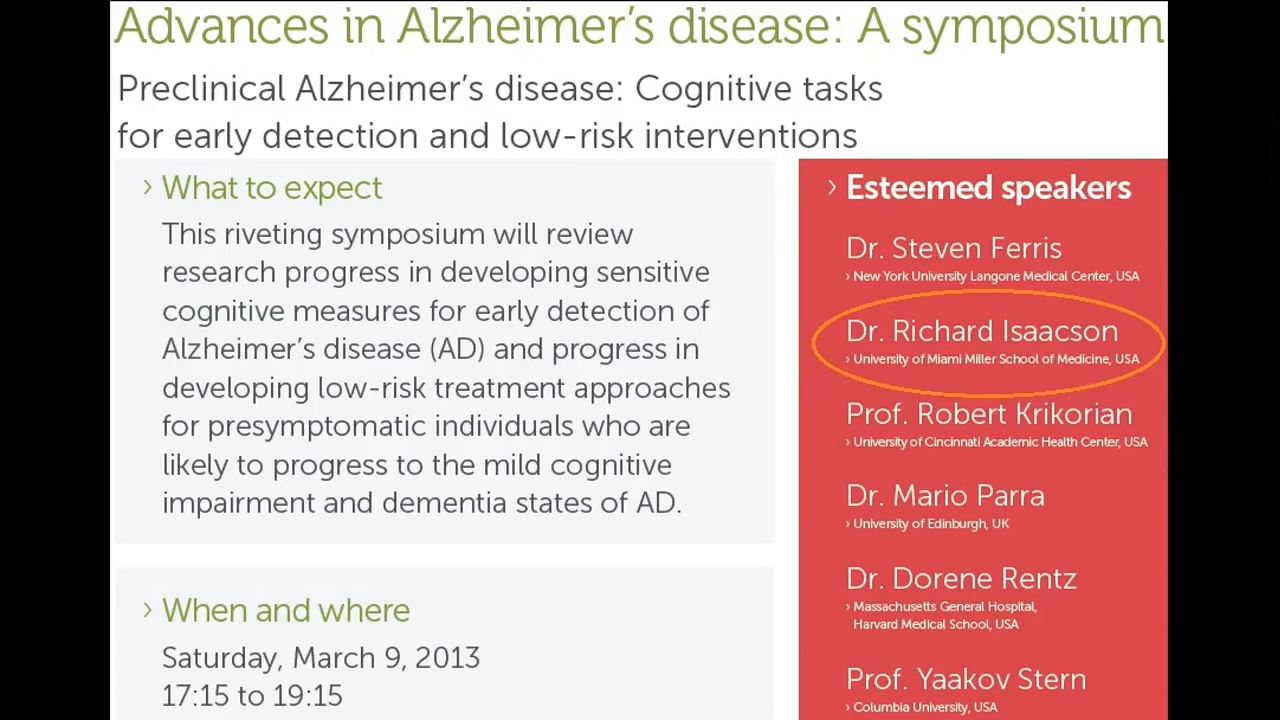 Advances in Alzheimer's disease: A symposium
Preclinical Alzheimer's disease: Cognitive tasks
for early detection and low-risk interventions
› What to expect
This riveting symposium will review
research progress in developing sensitive
cognitive measures for early detection of
Alzheimer's disease (AD) and progress in
developing low-risk treatment approaches
for presymptomatic individuals who are
likely to progress to the mild cognitive
impairment and dementia states of AD.
› When and where
Saturday, March 9, 2013
17:15 to 19:15
› Esteemed speakers
Dr. Steven Ferris
› New York University Langone Medical Center, USA
Dr. Richard Isaacson
› University of Miami Miller School of Medicine, USA
Prof. Robert Krikorian
› University of Cincinnati Academic Health Center, USA
Dr. Mario Parra
› University of Edinburgh, UK
Dr. Dorene Rentz
› Massachusetts General Hospital,
Harvard Medical School, USA
Prof. Yaakov Stern
› Columbia University, USA